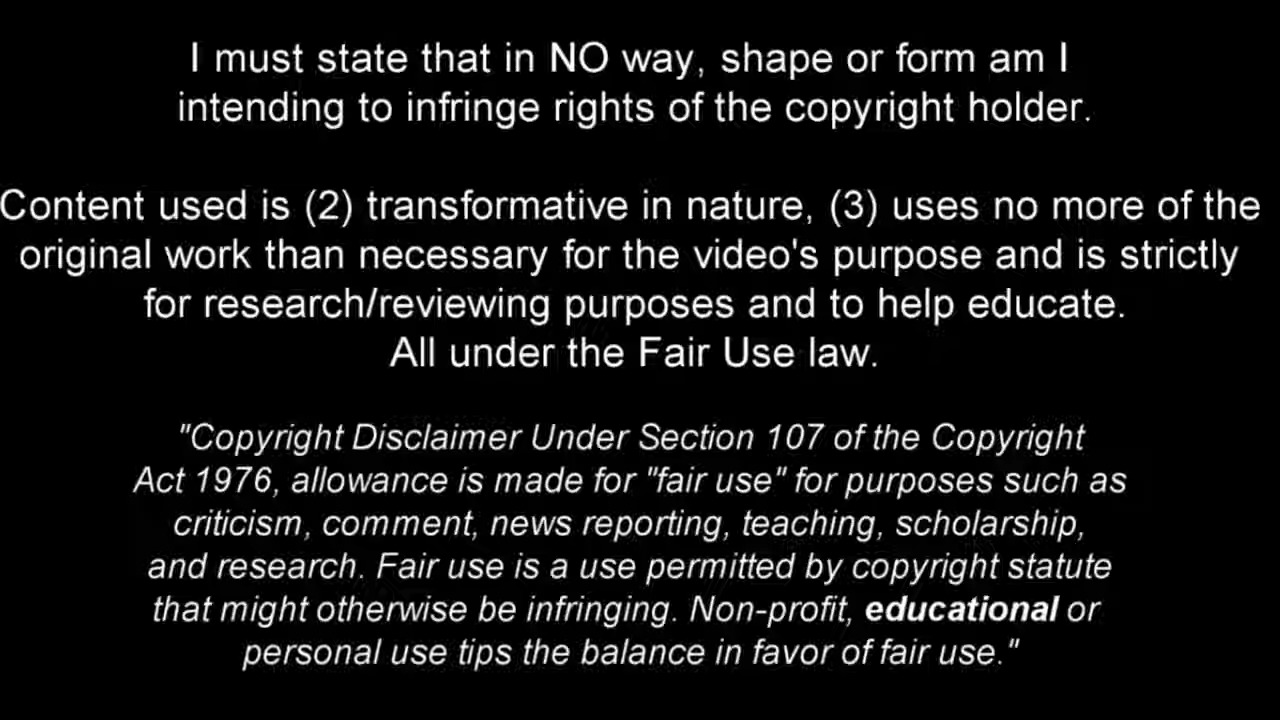 I must state that in NO way, shape or form am I
intending to infringe rights of the copyright holder.
Content used is (2) transformative in nature, (3) uses no more of the
original work than necessary for the video's purpose and is strictly
for research/reviewing purposes and to help educate.
All under the Fair Use law.
"Copyright Disclaimer Under Section 107 of the Copyright
Act 1976, allowance is made for "fair use" for purposes such as
criticism, comment, news reporting, teaching, scholarship,
and research. Fair use is a use permitted by copyright statute
that might otherwise be infringing. Non-profit, educational or
personal use tips the balance in favor of fair use."